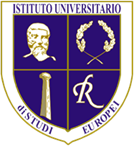 ISTITUTO UNIVERSITARIO
di STUDI EUROPEI
R